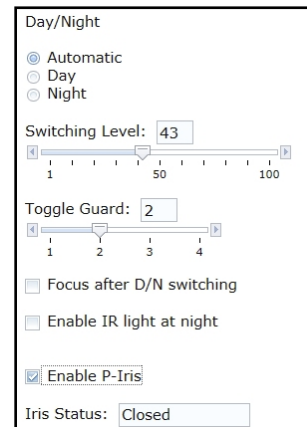 Day/Night
Automatic
Day
Night
Switching Level: 43
1 50 100
Toggle Guard: 2
1 2 3 4
Focus after D/N switching
Enable IR light at night
Enable P-Iris
Iris Status: Closed